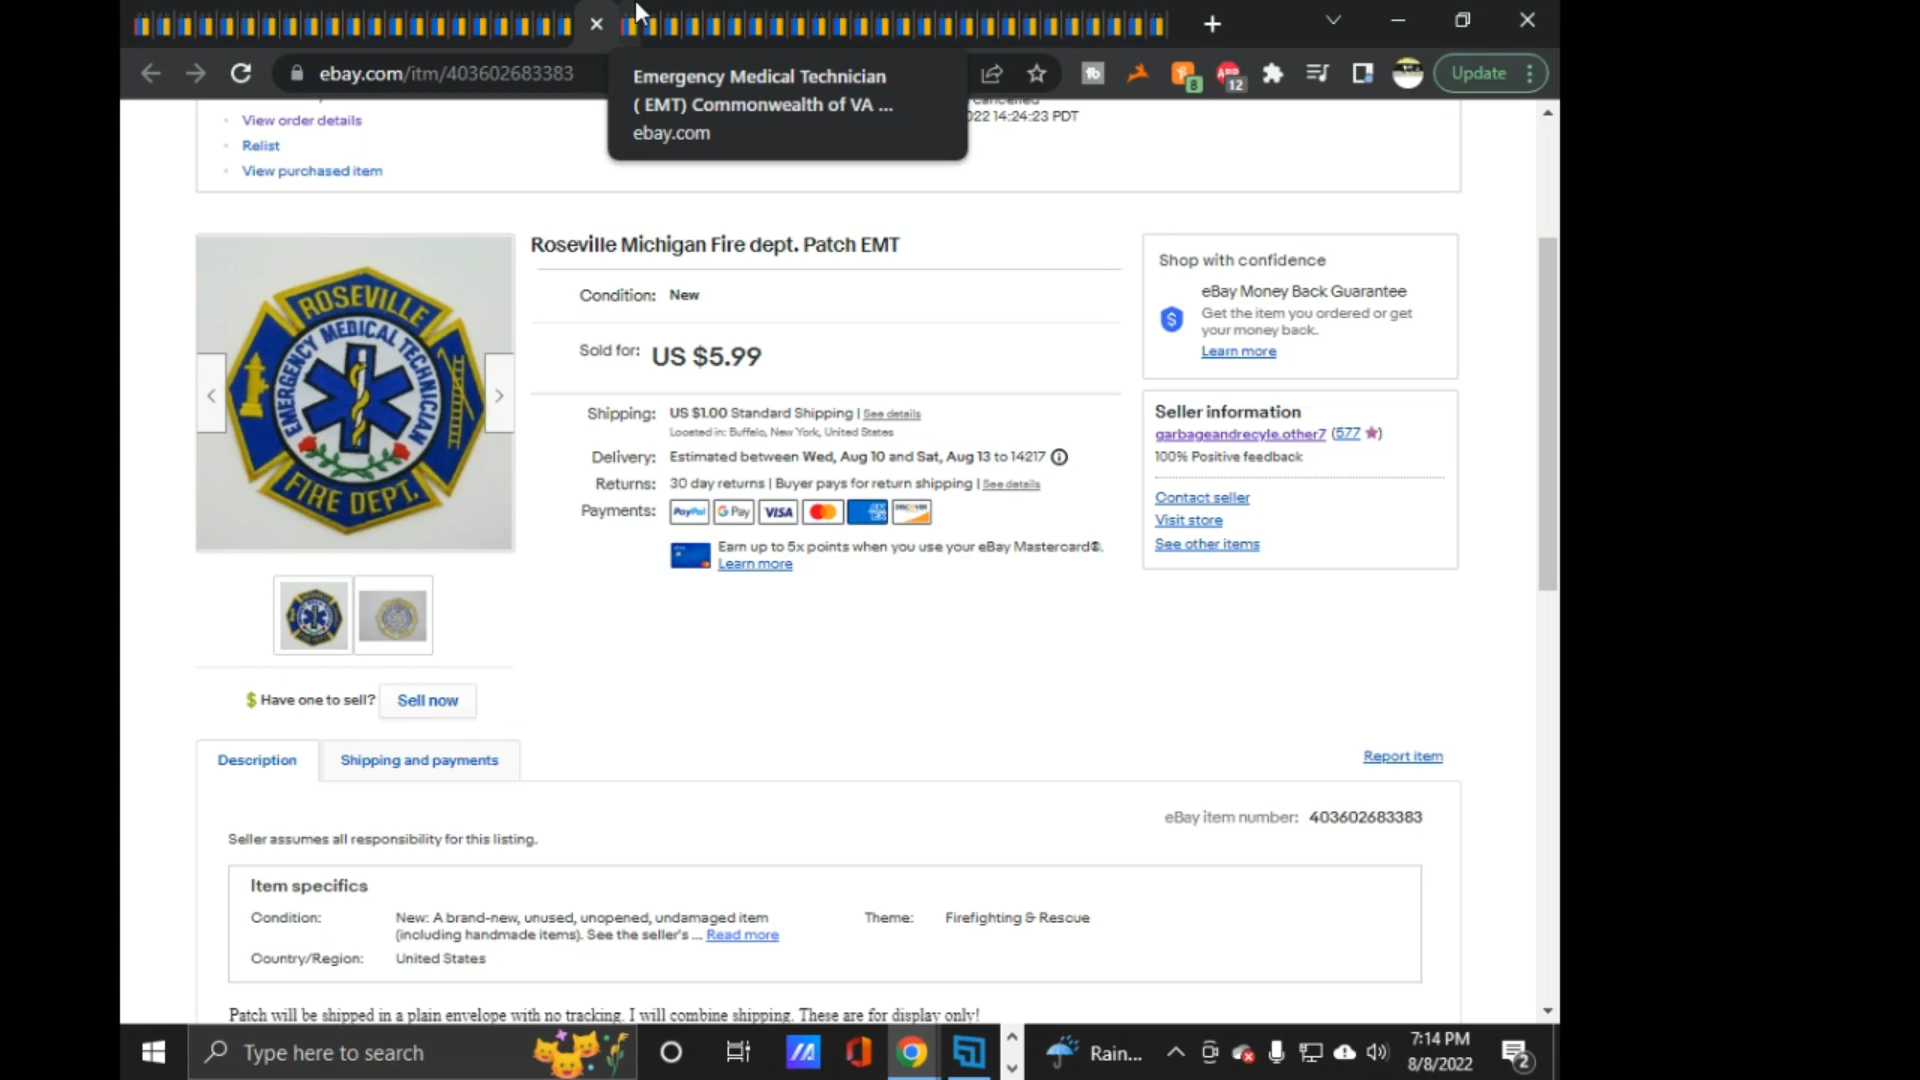 ebay.com/itm/403602683383
8
ABP
12
Update
Emergency Medical Technician
( EMT) Commonwealth of VA ...
ebay.com
cancelled
022 14:24:23 PDT
View order details
Relist
View purchased item
Roseville Michigan Fire dept. Patch EMT
Condition: New
Sold for: US $5.99
Shipping: US $1.00 Standard Shipping | See details
Located in: Buffalo, New York, United States
Delivery: Estimated between Wed, Aug 10 and Sat, Aug 13 to 14217
Returns: 30 day returns | Buyer pays for return shipping | See details
Payments: PayPal G Pay VISA DISCOVER
Earn up to 5x points when you use your eBay Mastercard®.
Learn more
ROSEVILLE
EMERGENCY MEDICAL TECHNICIAN
FIRE DEPT.
Shop with confidence
eBay Money Back Guarantee
Get the item you ordered or get
your money back.
Learn more
Seller information
garbageandrecyle.other7 (577 )
100% Positive feedback
Contact seller
Visit store
See other items
$ Have one to sell? Sell now
Description
Shipping and payments
Report item
eBay item number: 403602683383
Seller assumes all responsibility for this listing.
Item specifics
Condition: New: A brand-new, unused, unopened, undamaged item
(including handmade items). See the seller's ... Read more
Theme: Firefighting & Rescue
Country/Region: United States
Patch will be shipped in a plain envelope with no tracking. I will combine shipping. These are for display only!
Type here to search
Rain...
7:14 PM
8/8/2022
2